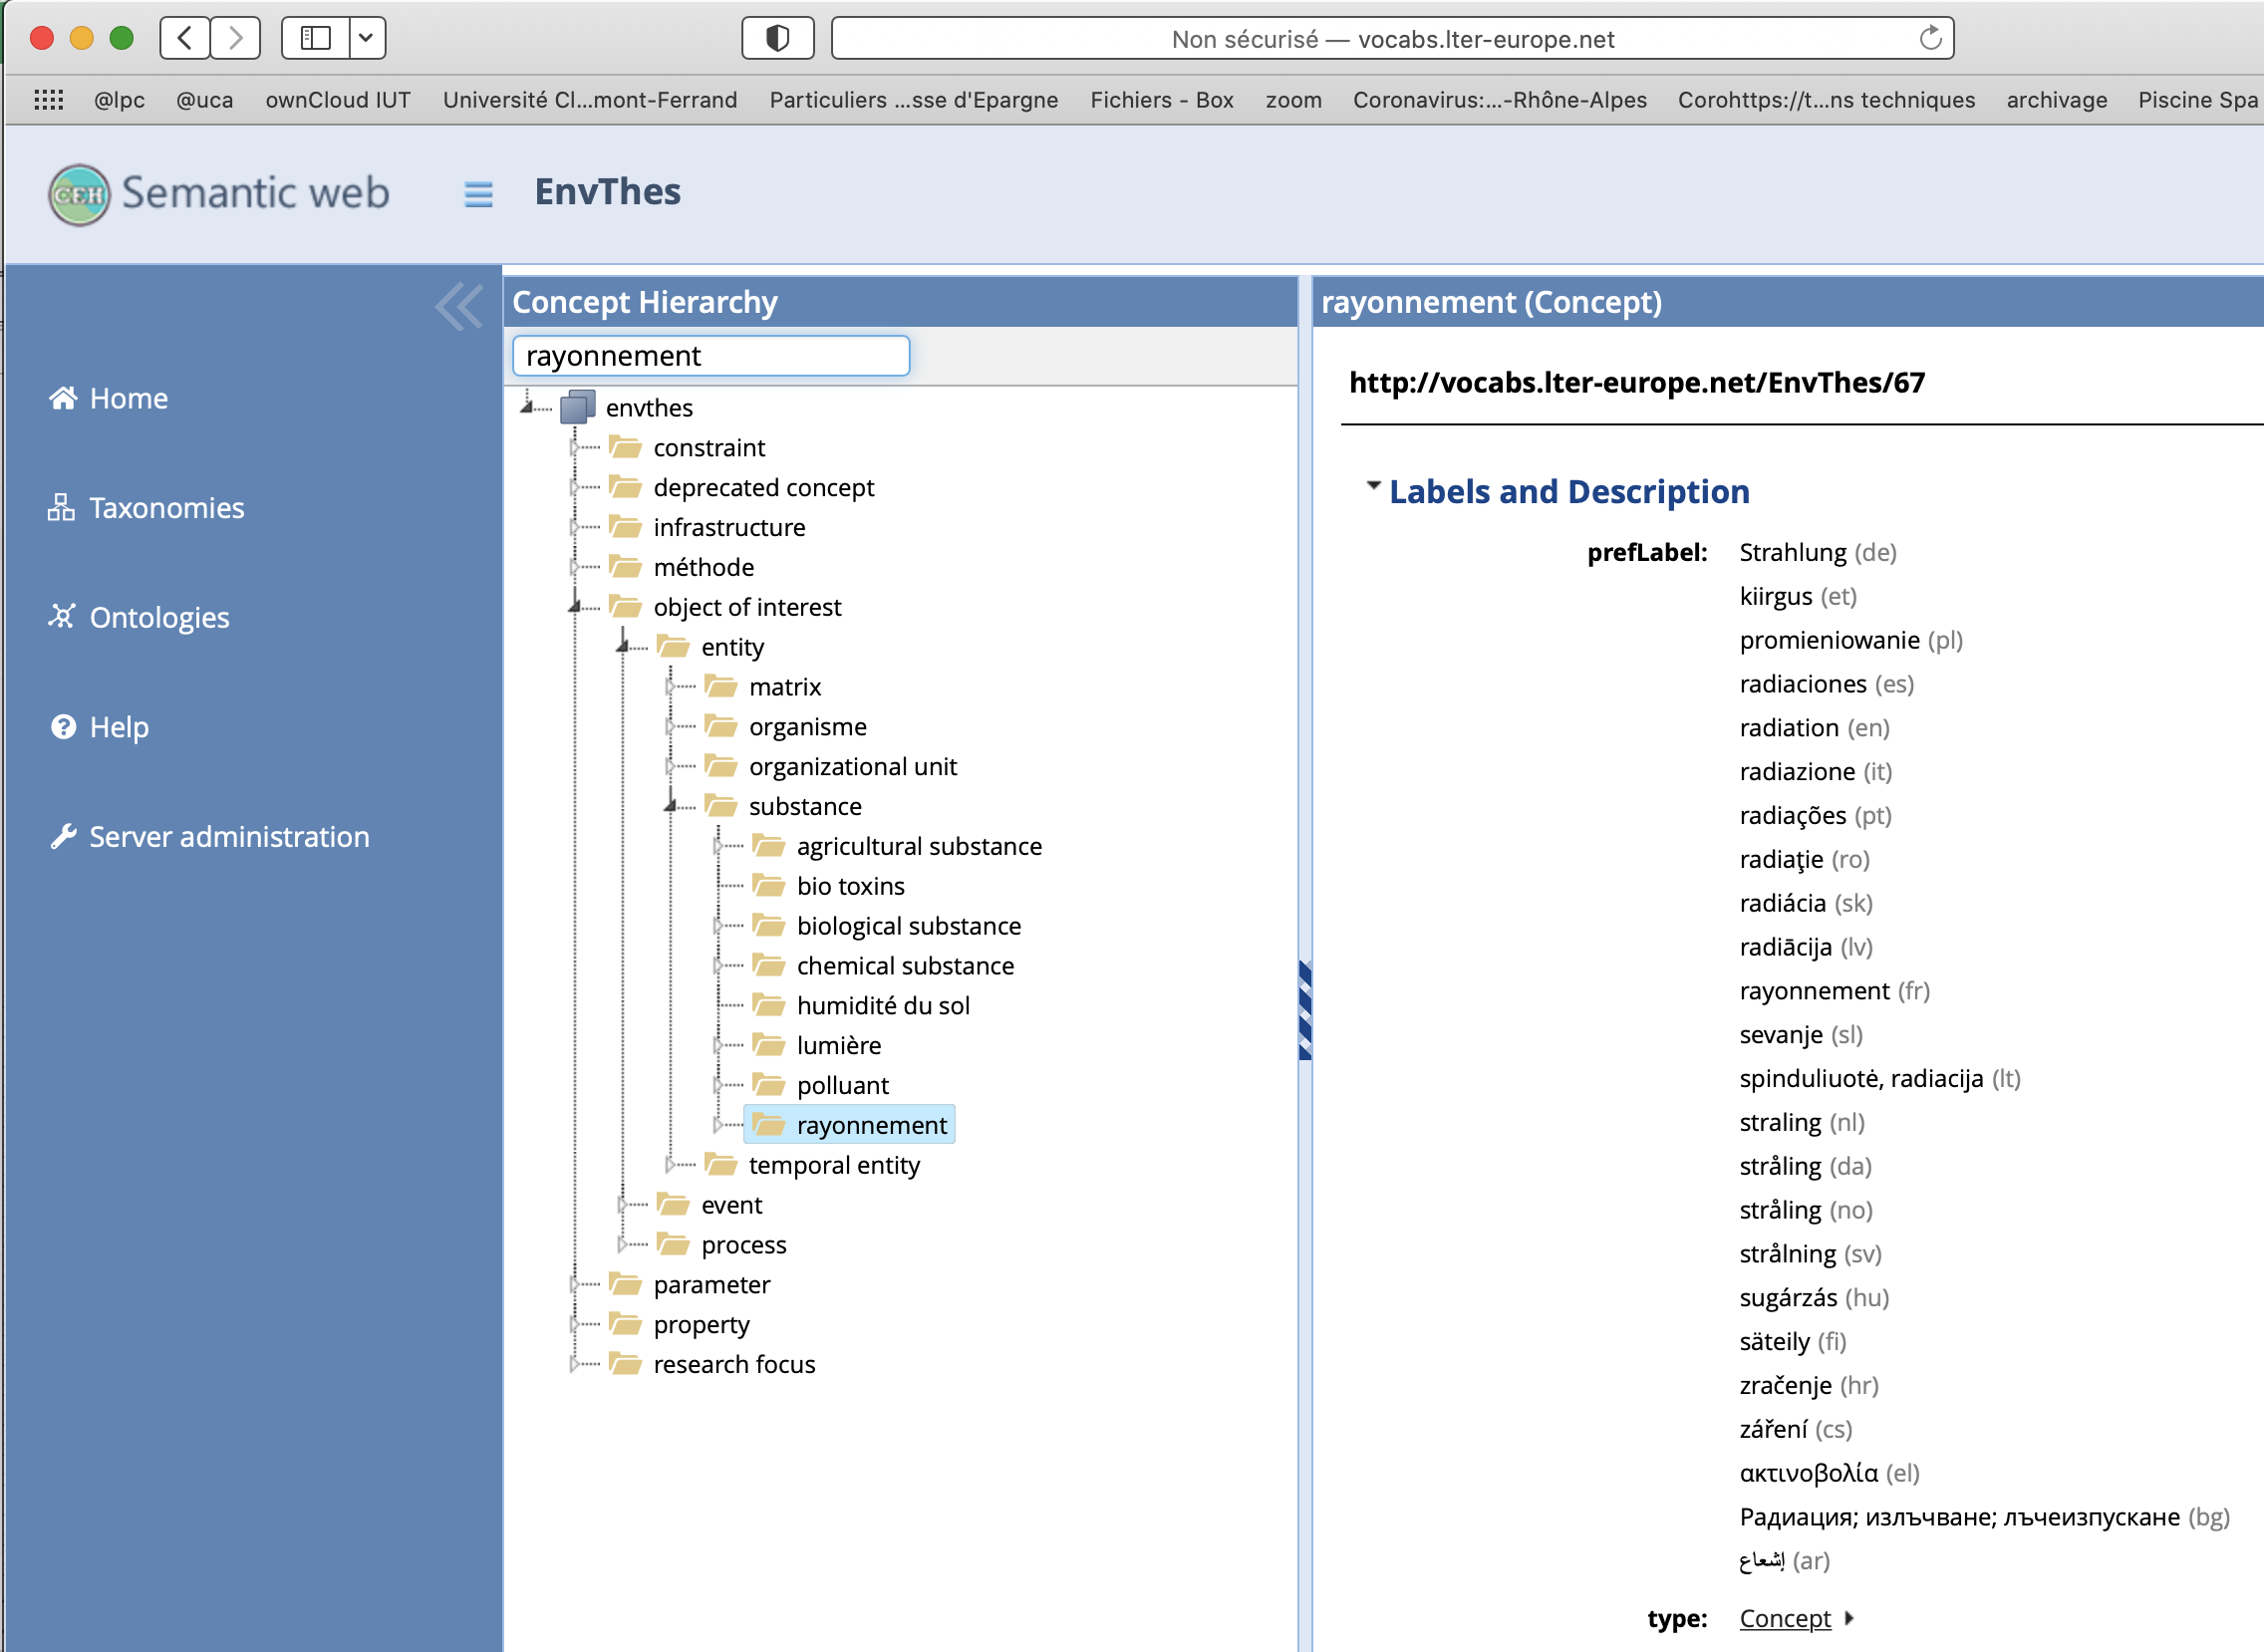 Non sécurisé — vocabs.lter-europe.net
@lpc @uca ownCloud IUT Université Cl...mont-Ferrand Particuliers ...sse d'Epargne Fichiers - Box zoom Coronavirus:...-Rhône-Alpes Corohttps://t...ns techniques archivage Piscine Spa
CEH Semantic web EnvThes
Home
Taxonomies
Ontologies
Help
Server administration
Concept Hierarchy
rayonnement
envthes
constraint
deprecated concept
infrastructure
méthode
object of interest
entity
matrix
organisme
organizational unit
substance
agricultural substance
bio toxins
biological substance
chemical substance
humidité du sol
lumière
polluant
rayonnement
temporal entity
event
process
parameter
property
research focus
rayonnement (Concept)
http://vocabs.lter-europe.net/EnvThes/67
Labels and Description
prefLabel: Strahlung (de)
kiirgus (et)
promieniowanie (pl)
radiaciones (es)
radiation (en)
radiazione (it)
radiações (pt)
radiaţie (ro)
radiácia (sk)
radiācija (lv)
rayonnement (fr)
sevanje (sl)
spinduliuotė, radiacija (lt)
straling (nl)
stråling (da)
stråling (no)
strålning (sv)
sugárzás (hu)
säteily (fi)
zračenje (hr)
záření (cs)
ακτινοβολία (el)
Радиация; излъчване; лъчеизпускане (bg)
إشعاع (ar)
type: Concept